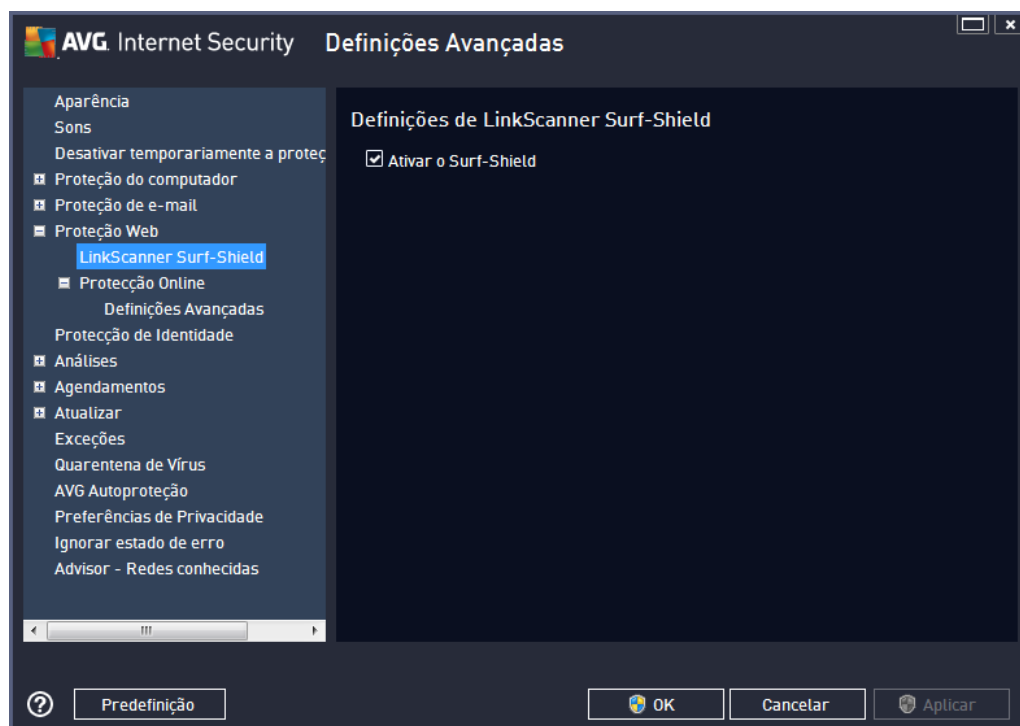 AVG. Internet Security Definições Avançadas
Aparência
Sons
Desativar temporariamente a proteç
Proteção do computador
Proteção de e-mail
Proteção Web
LinkScanner Surf-Shield
Protecção Online
Definições Avançadas
Protecção de Identidade
Análises
Agendamentos
Atualizar
Exceções
Quarentena de Vírus
AVG Autoproteção
Preferências de Privacidade
Ignorar estado de erro
Advisor - Redes conhecidas
Definições de LinkScanner Surf-Shield
Ativar o Surf-Shield
Predefinição
OK
Cancelar
Aplicar